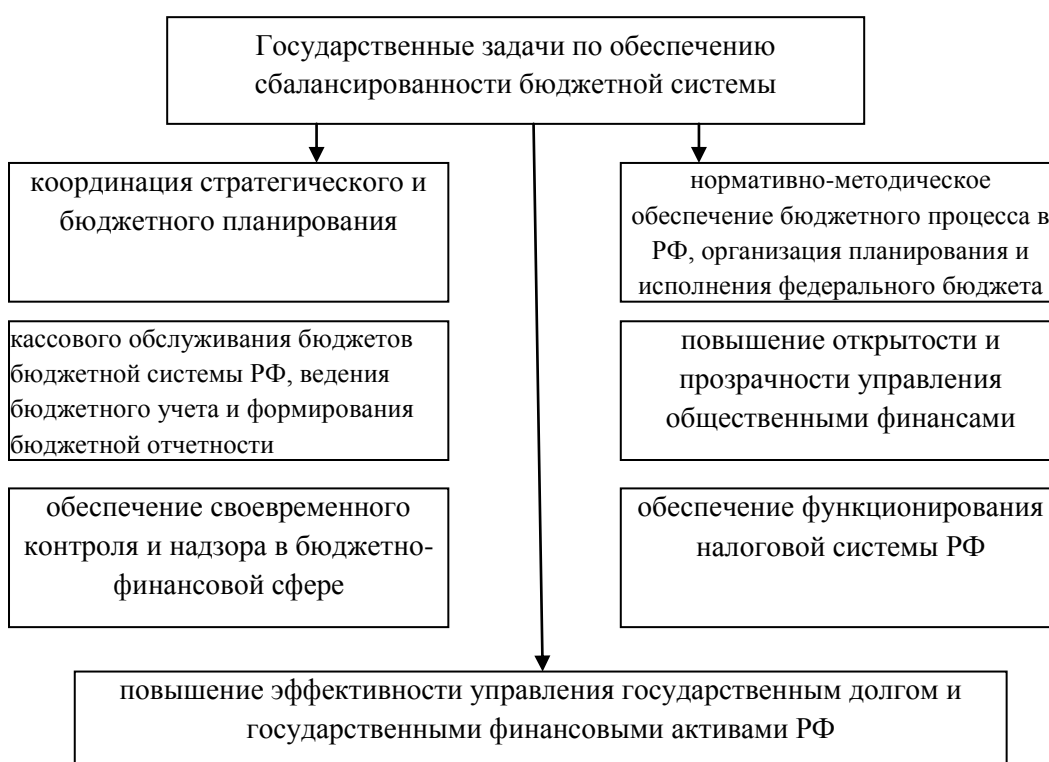 Государственные задачи по обеспечению
сбалансированности бюджетной системы
координация стратегического и
бюджетного планирования
нормативно-методическое
обеспечение бюджетного процесса в
РФ, организация планирования и
исполнения федерального бюджета
кассового обслуживания бюджетов
бюджетной системы РФ, ведения
бюджетного учета и формирования
бюджетной отчетности
повышение открытости и
прозрачности управления
общественными финансами
обеспечение своевременного
контроля и надзора в бюджетно-
финансовой сфере
обеспечение функционирования
налоговой системы РФ
повышение эффективности управления государственным долгом и
государственными финансовыми активами РФ